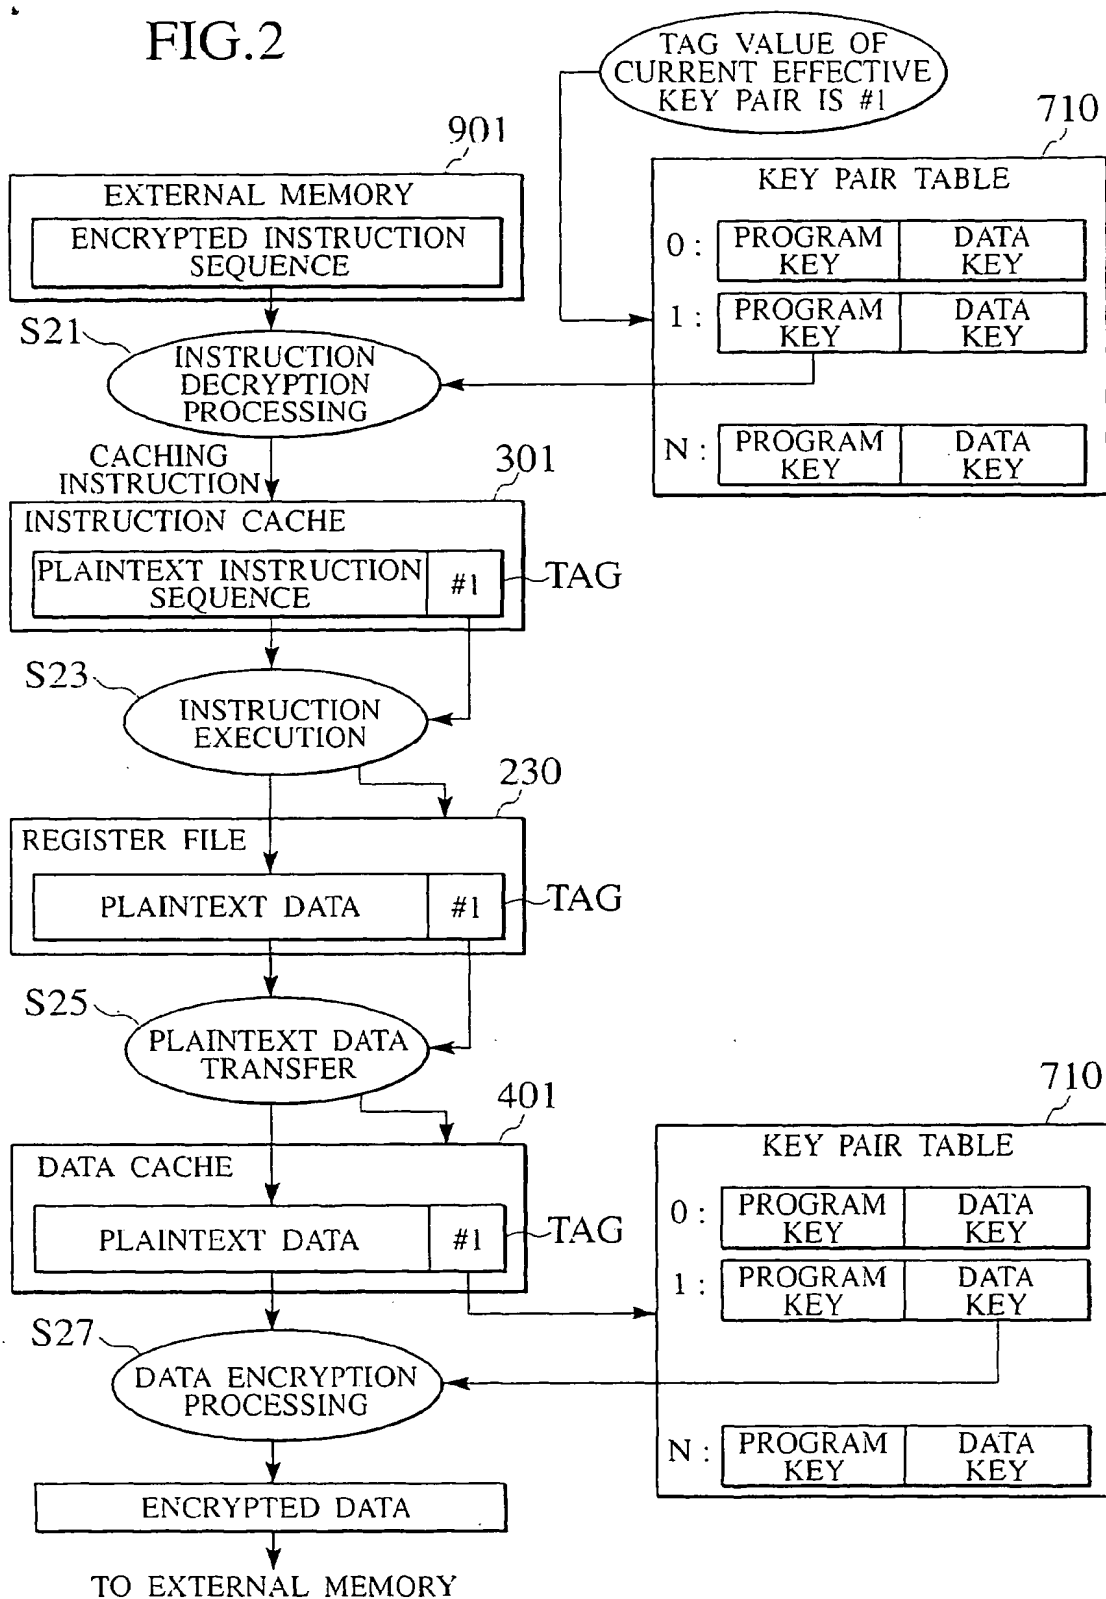 FIG.2
TAG VALUE OF
CURRENT EFFECTIVE
KEY PAIR IS #1
901
EXTERNAL MEMORY
ENCRYPTED INSTRUCTION
SEQUENCE
710
KEY PAIR TABLE
0: PROGRAM KEY DATA KEY
1: PROGRAM KEY DATA KEY
N: PROGRAM KEY DATA KEY
S21
INSTRUCTION
DECRYPTION
PROCESSING
CACHING
INSTRUCTION
301
INSTRUCTION CACHE
PLAINTEXT INSTRUCTION
SEQUENCE
#1
TAG
S23
INSTRUCTION
EXECUTION
230
REGISTER FILE
PLAINTEXT DATA #1
TAG
S25
PLAINTEXT DATA
TRANSFER
401
DATA CACHE
PLAINTEXT DATA #1
TAG
710
KEY PAIR TABLE
0: PROGRAM KEY DATA KEY
1: PROGRAM KEY DATA KEY
N: PROGRAM KEY DATA KEY
S27
DATA ENCRYPTION
PROCESSING
ENCRYPTED DATA
TO EXTERNAL MEMORY